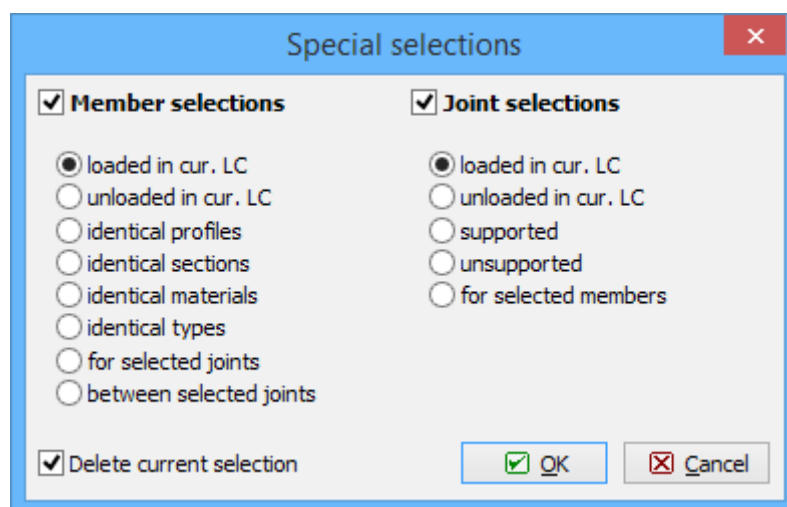 Special selections
Member selections
loaded in cur. LC
unloaded in cur. LC
identical profiles
identical sections
identical materials
identical types
for selected joints
between selected joints
Joint selections
loaded in cur. LC
unloaded in cur. LC
supported
unsupported
for selected members
Delete current selection
OK
Cancel